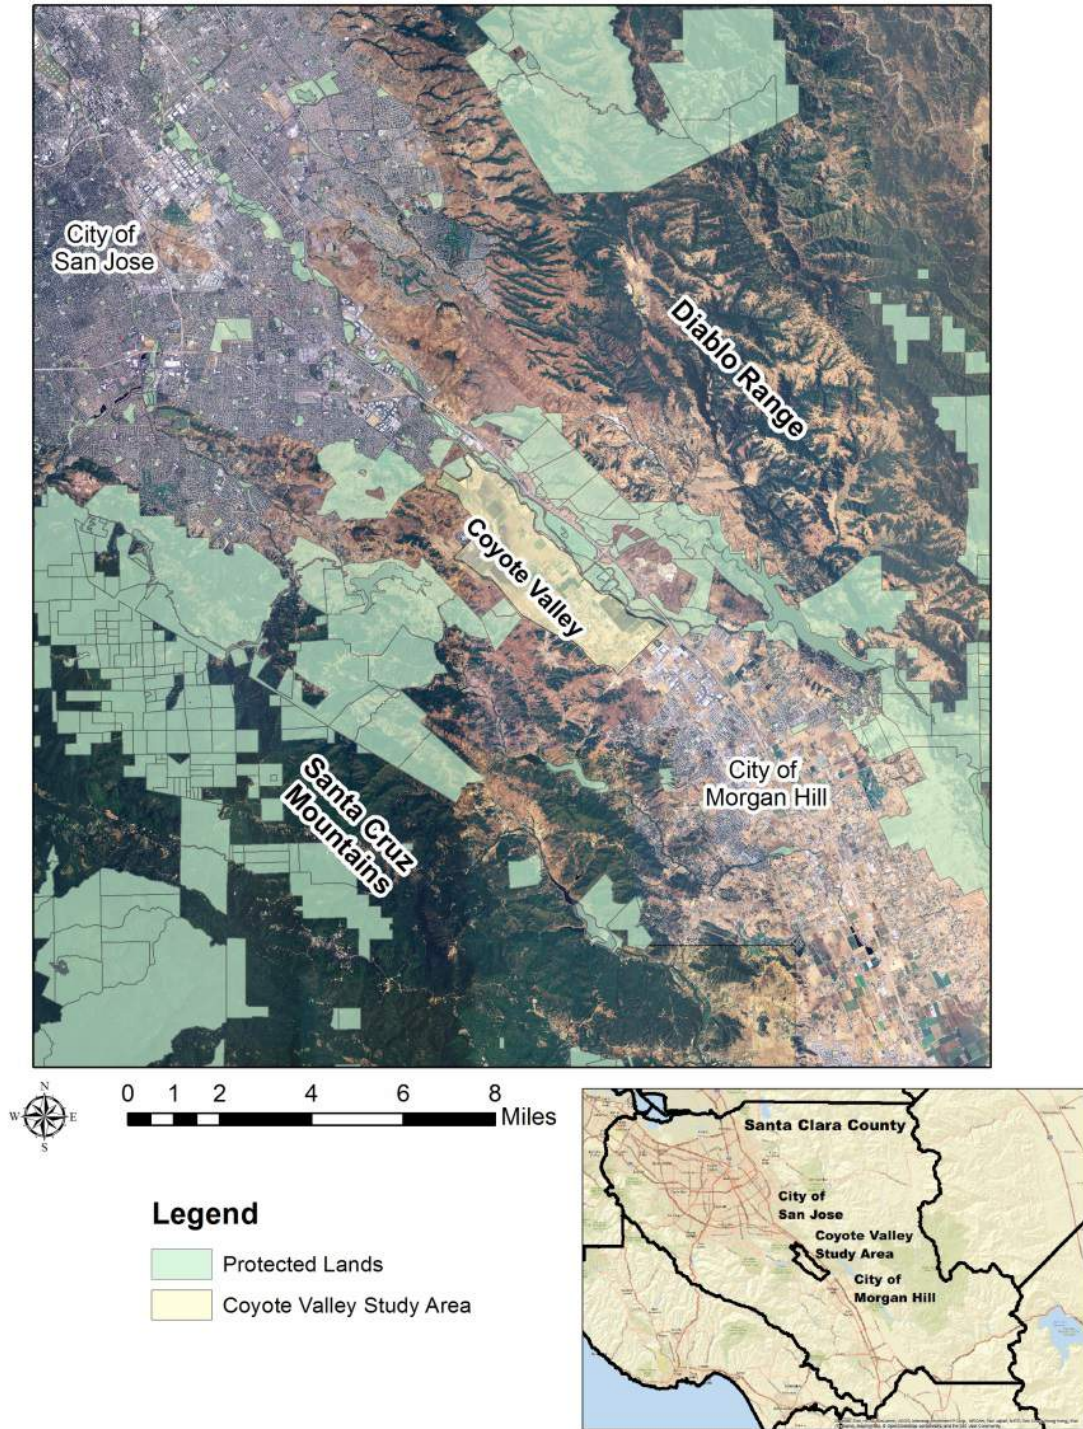 City of
San Jose
Diablo Range
Coyote Valley
City of
Morgan Hill
Santa Cruz
Mountains
N
W
E
S
0 1 2 4 6 8
Miles
Legend
Protected Lands
Coyote Valley Study Area
Santa Clara County
City of
San Jose
Coyote Valley
Study Area
City of
Morgan Hill